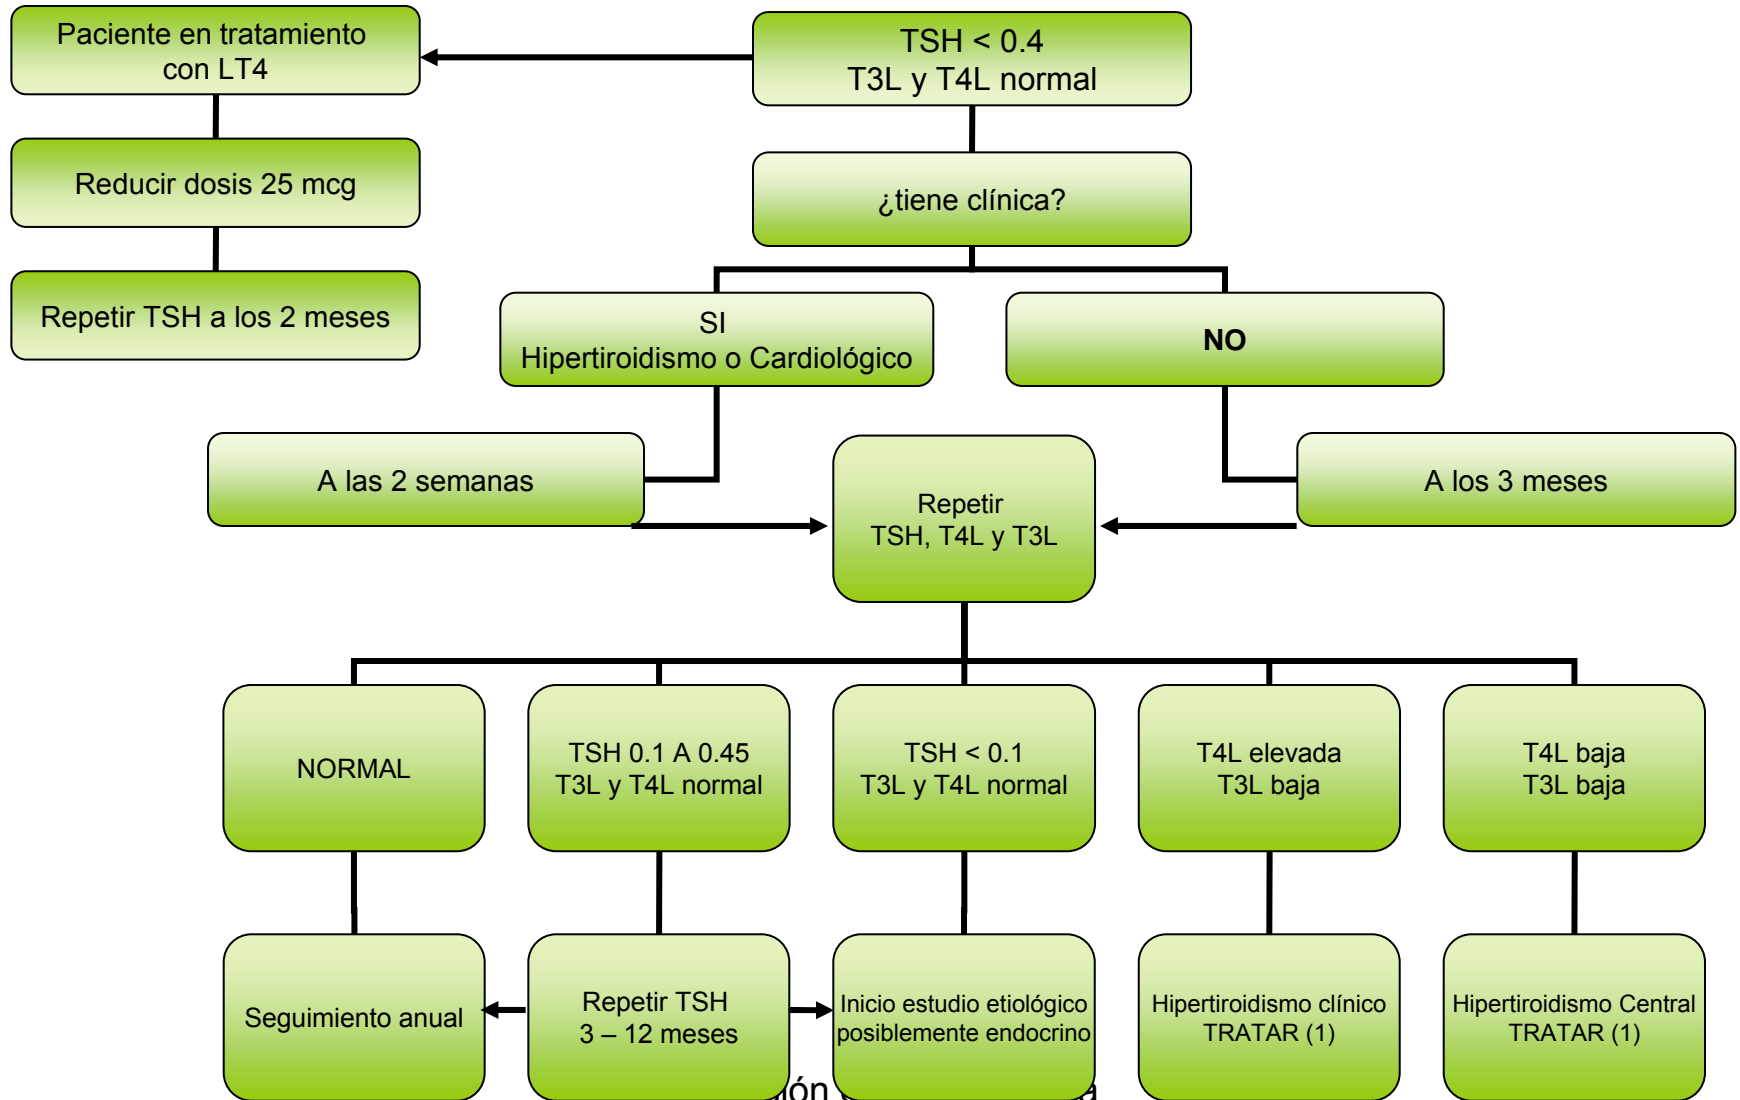 Paciente en tratamiento
con LT4
TSH < 0.4
T3L y T4L normal
Reducir dosis 25 mcg
¿tiene clínica?
Repetir TSH a los 2 meses
SI
Hipertiroidismo o Cardiológico
NO
A las 2 semanas
Repetir
TSH, T4L y T3L
A los 3 meses
NORMAL
TSH 0.1 A 0.45
T3L y T4L normal
TSH < 0.1
T3L y T4L normal
T4L elevada
T3L baja
T4L baja
T3L baja
Seguimiento anual
Repetir TSH
3 – 12 meses
Inicio estudio etiológico
posiblemente endocrino
Hipertiroidismo clínico
TRATAR (1)
Hipertiroidismo Central
TRATAR (1)